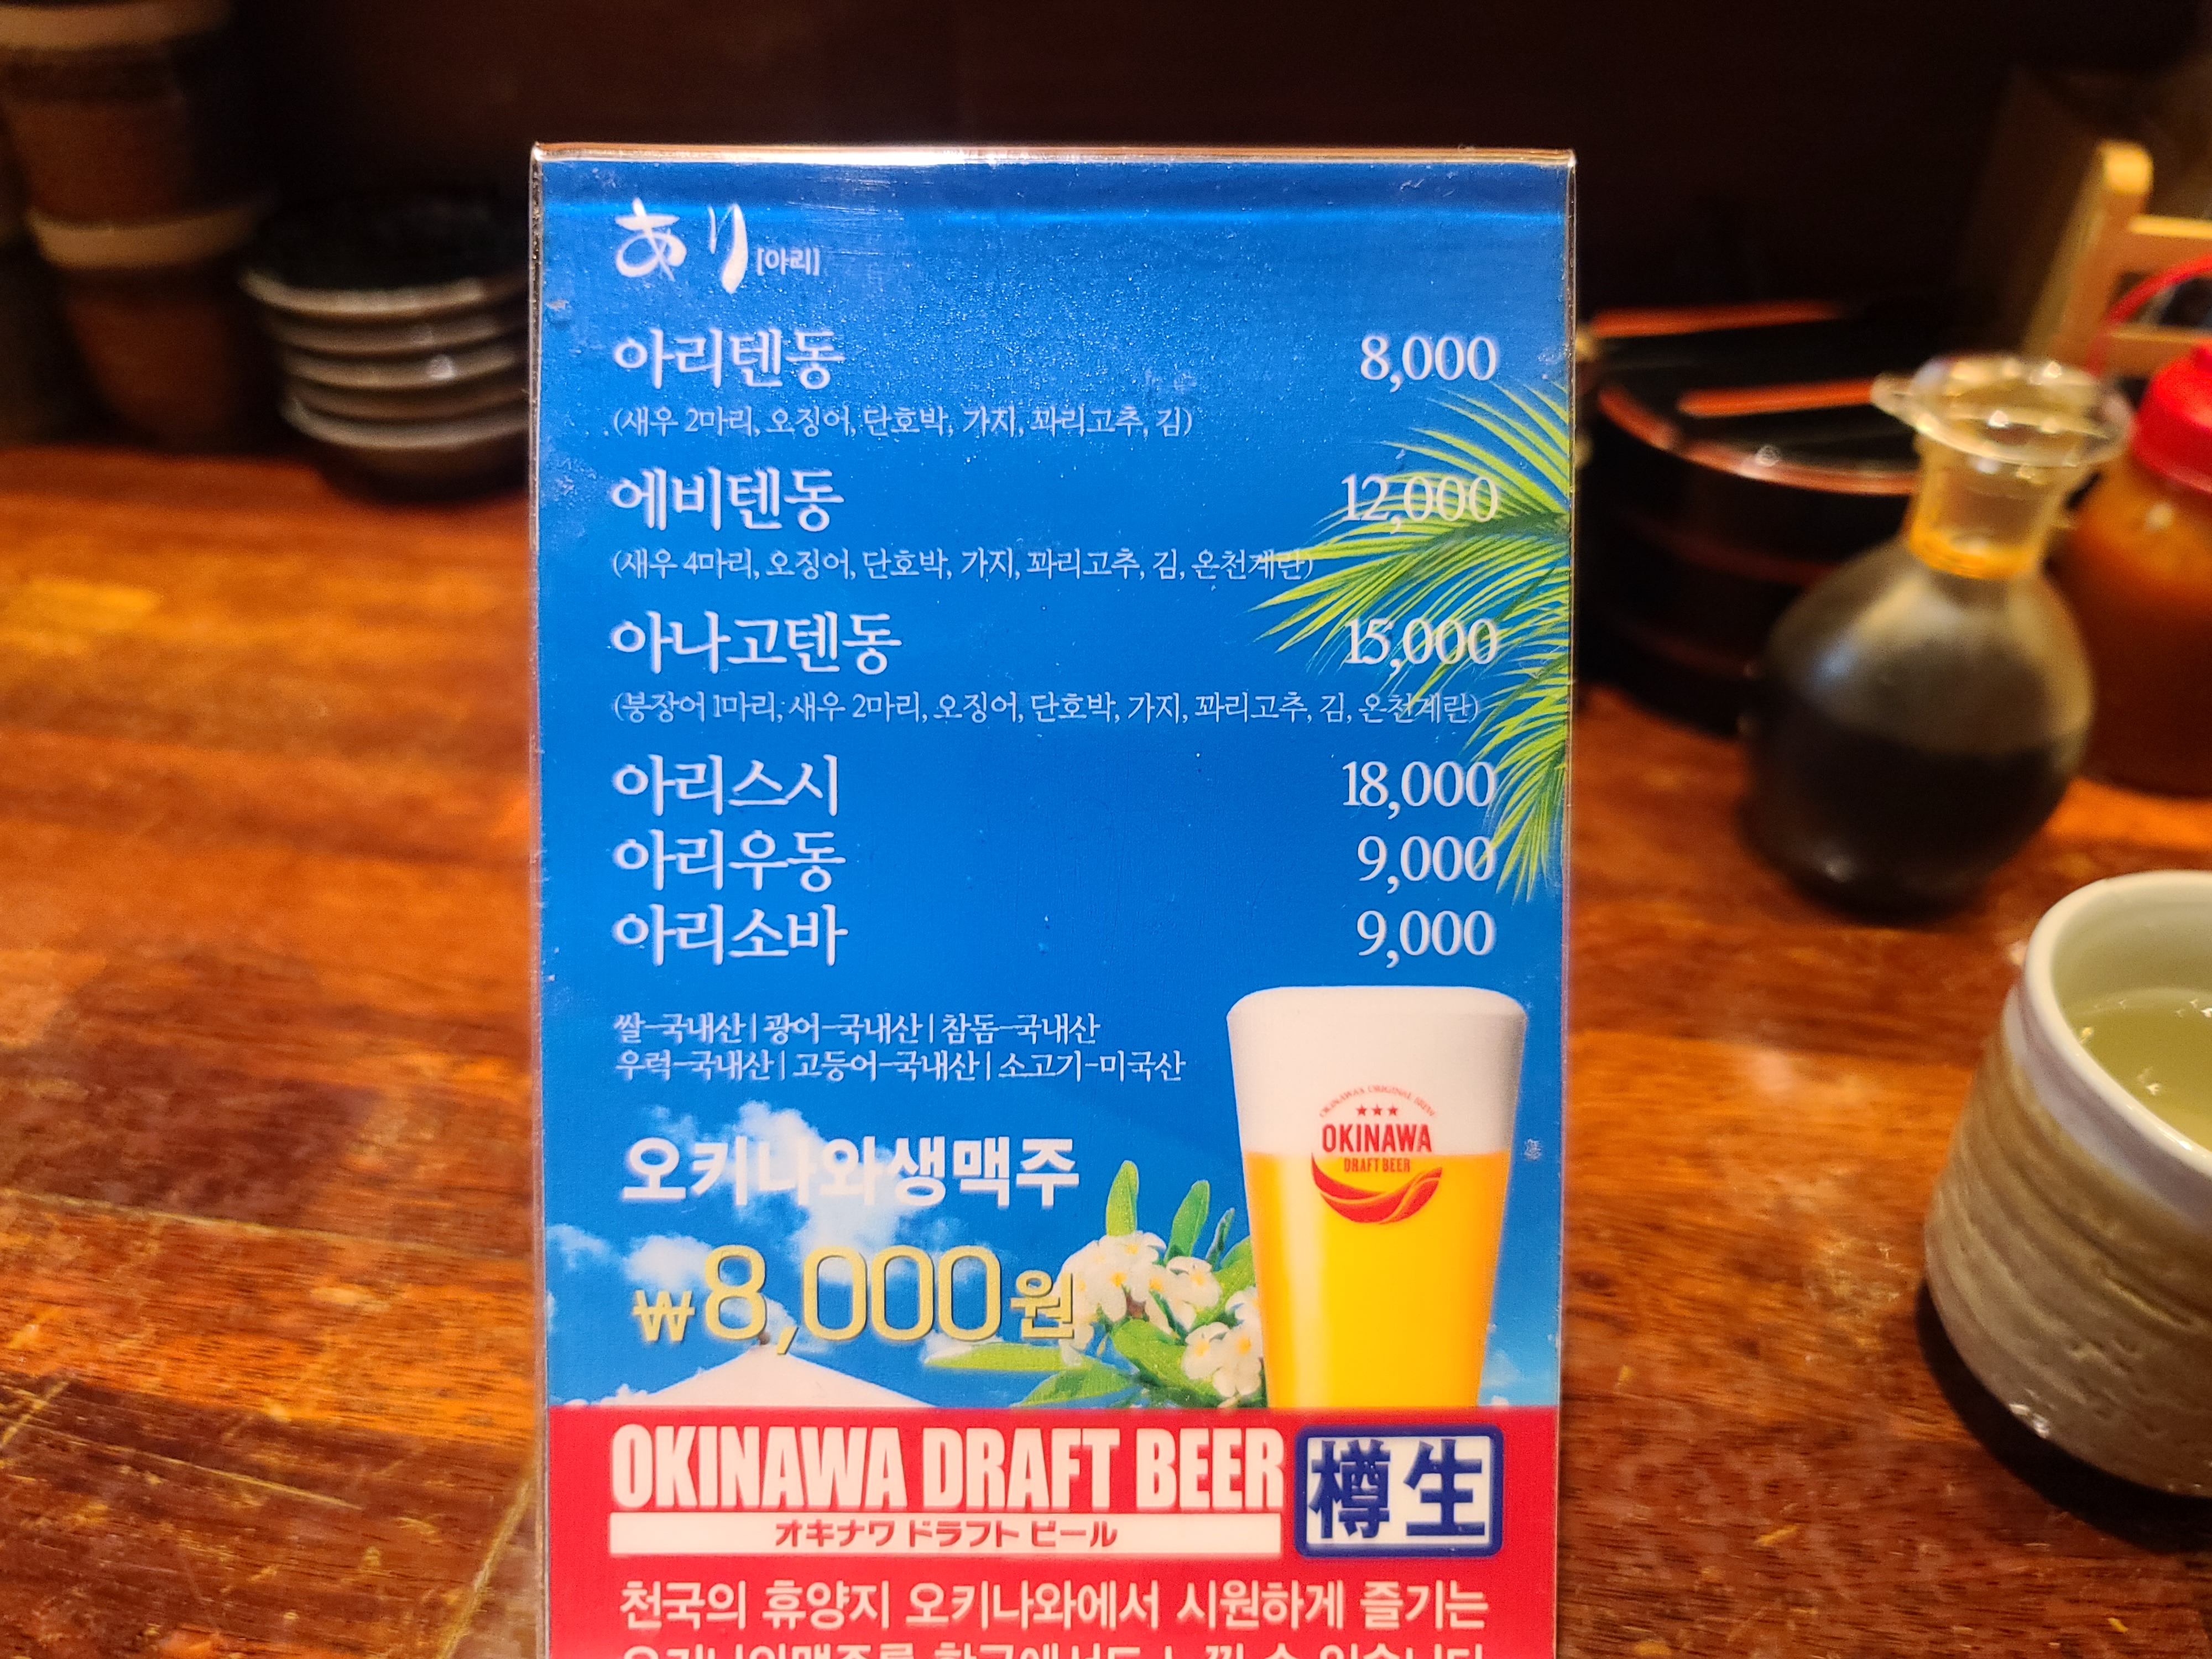 あり [아리]
아리텐동 8,000
(새우 2마리, 오징어, 단호박, 가지, 꽈리고추, 김)
에비텐동 12,000
(새우 4마리, 오징어, 단호박, 가지, 꽈리고추, 김, 온천계란)
아나고텐동 15,000
(붕장어 1마리, 새우 2마리, 오징어, 단호박, 가지, 꽈리고추, 김, 온천계란)
아리스시 18,000
아리우동 9,000
아리소바 9,000
쌀-국내산 | 광어-국내산 | 참돔-국내산
우럭-국내산 | 고등어-국내산 | 소고기-미국산
오키나와생맥주
₩8,000원
★★★
OKINAWA
DRAFT BEER
OKINAWA DRAFT BEER 樽生
オキナワ ドラフト ビール
천국의 휴양지 오키나와에서 시원하게 즐기는